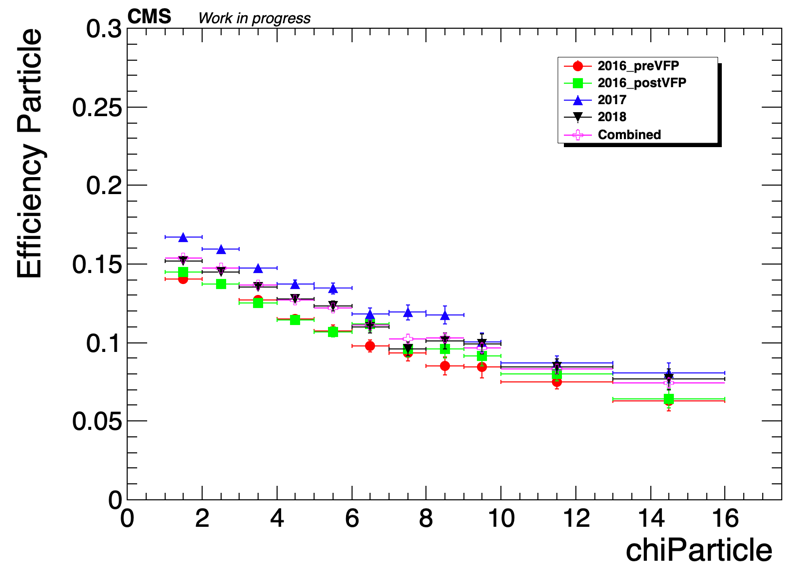 CMS Work in progress
Efficiency Particle
0.3
0.25
0.2
0.15
0.1
0.05
0
2016_preVFP
2016_postVFP
2017
2018
Combined
0 2 4 6 8 10 12 14 16
chiParticle